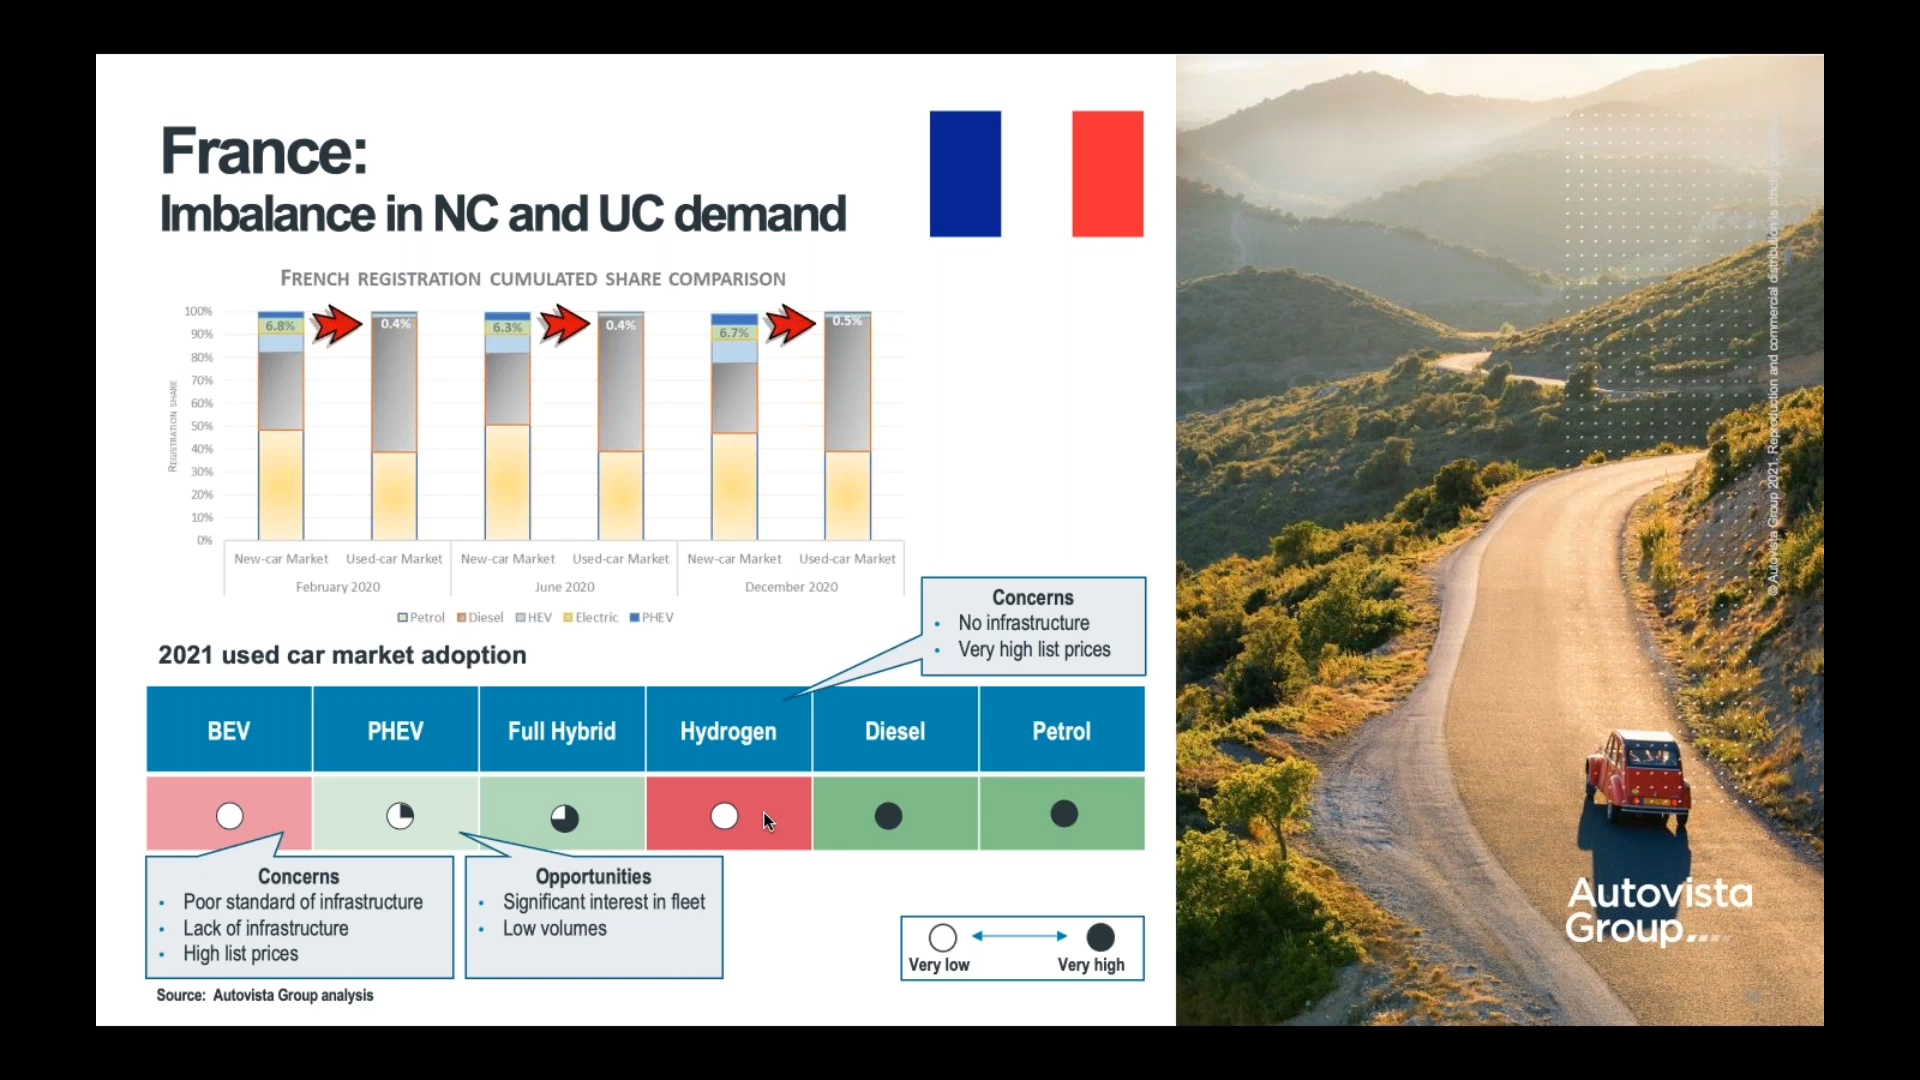 France:
Imbalance in NC and UC demand
FRENCH REGISTRATION CUMULATED SHARE COMPARISON
REGISTRATION SHARE
100%
90%
80%
70%
60%
50%
40%
30%
20%
10%
0%
6.8%
0.4%
6.3%
0.4%
6.7%
0.5%
New-car Market Used-car Market New-car Market Used-car Market New-car Market Used-car Market
February 2020 June 2020 December 2020
Petrol Diesel HEV Electric PHEV
Concerns
• No infrastructure
• Very high list prices
2021 used car market adoption
BEV PHEV Full Hybrid Hydrogen Diesel Petrol
Concerns
• Poor standard of infrastructure
• Lack of infrastructure
• High list prices
Opportunities
• Significant interest in fleet
• Low volumes
Very low Very high
Source: Autovista Group analysis
© Autovista Group 2021. Reproduction and commercial distribution is strictly
Autovista
Group